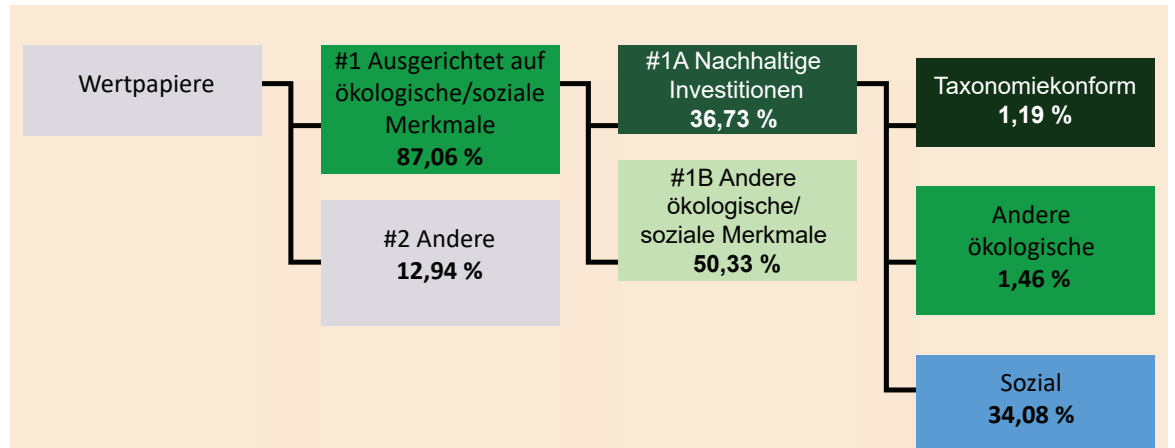 Wertpapiere
#1 Ausgerichtet auf
ökologische/soziale
Merkmale
87,06 %
#2 Andere
12,94 %
#1A Nachhaltige
Investitionen
36,73 %
#1B Andere
ökologische/
soziale Merkmale
50,33 %
Taxonomiekonform
1,19 %
Andere
ökologische
1,46 %
Sozial
34,08 %